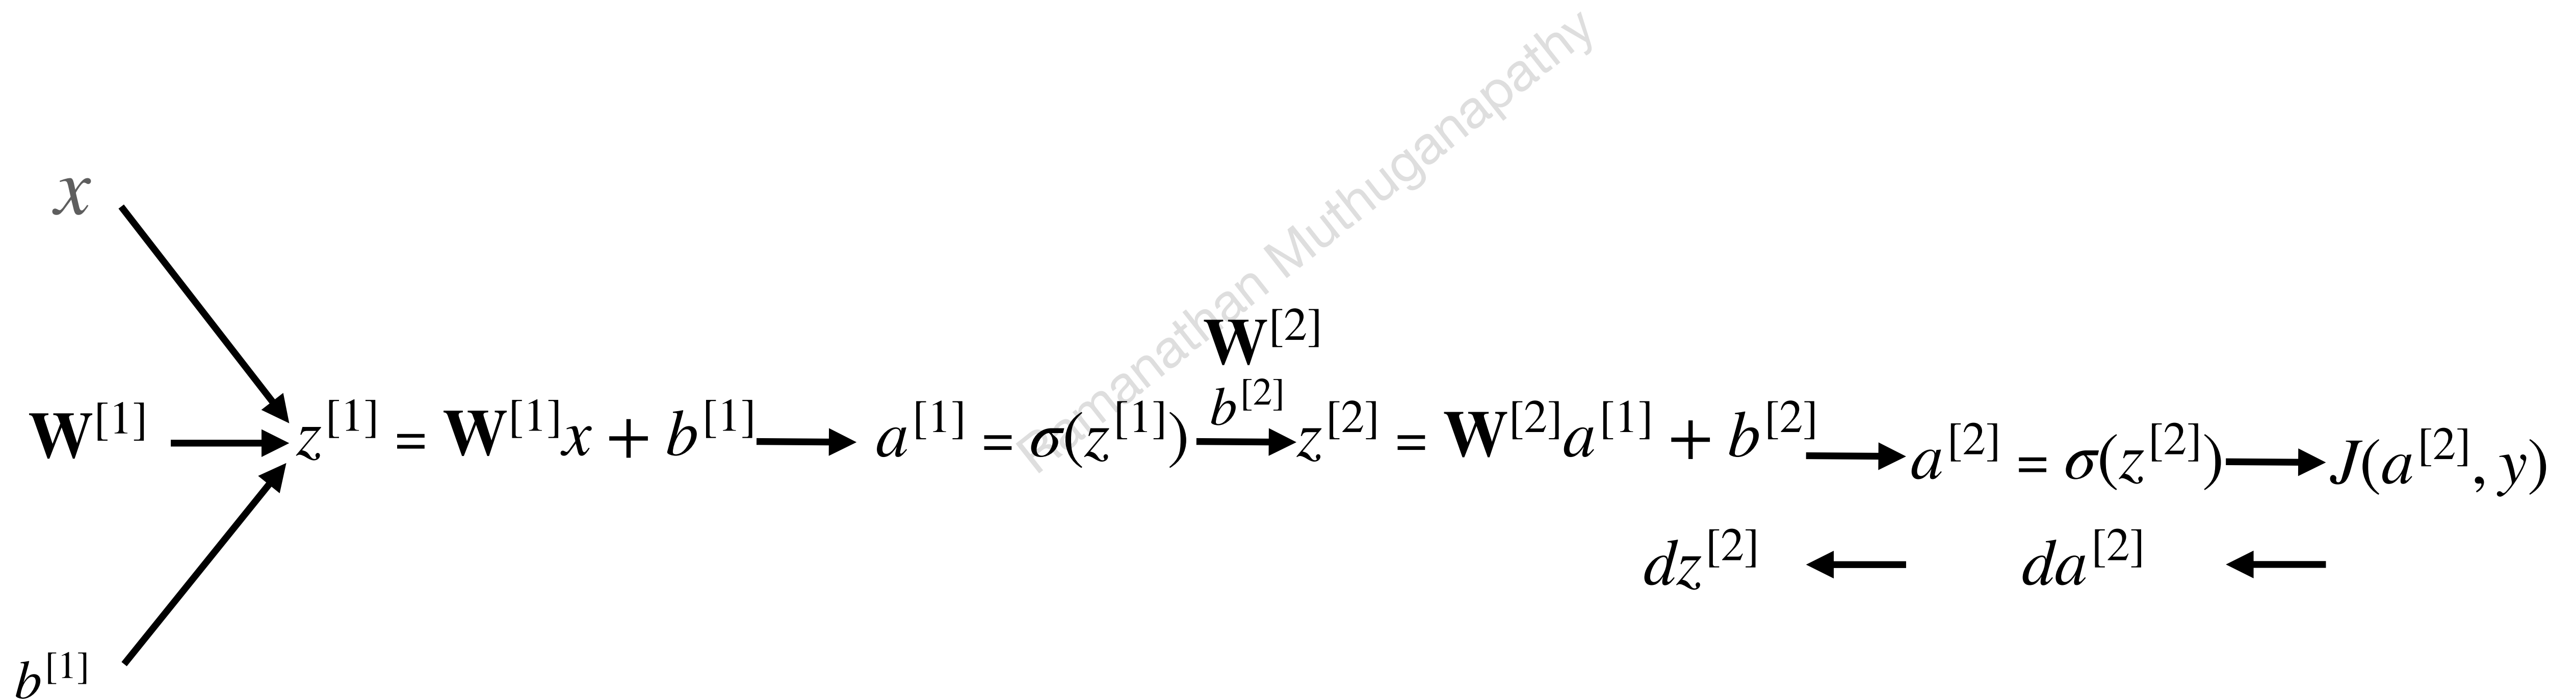 Ramanathan Muthuganapathy
x
W^{[2]}
b^{[2]}
W^{[1]} → z^{[1]} = W^{[1]}x + b^{[1]} → a^{[1]} = σ(z^{[1]}) → z^{[2]} = W^{[2]}a^{[1]} + b^{[2]} → a^{[2]} = σ(z^{[2]}) → J(a^{[2]}, y)
dz^{[2]} ← da^{[2]} ←
b^{[1]}